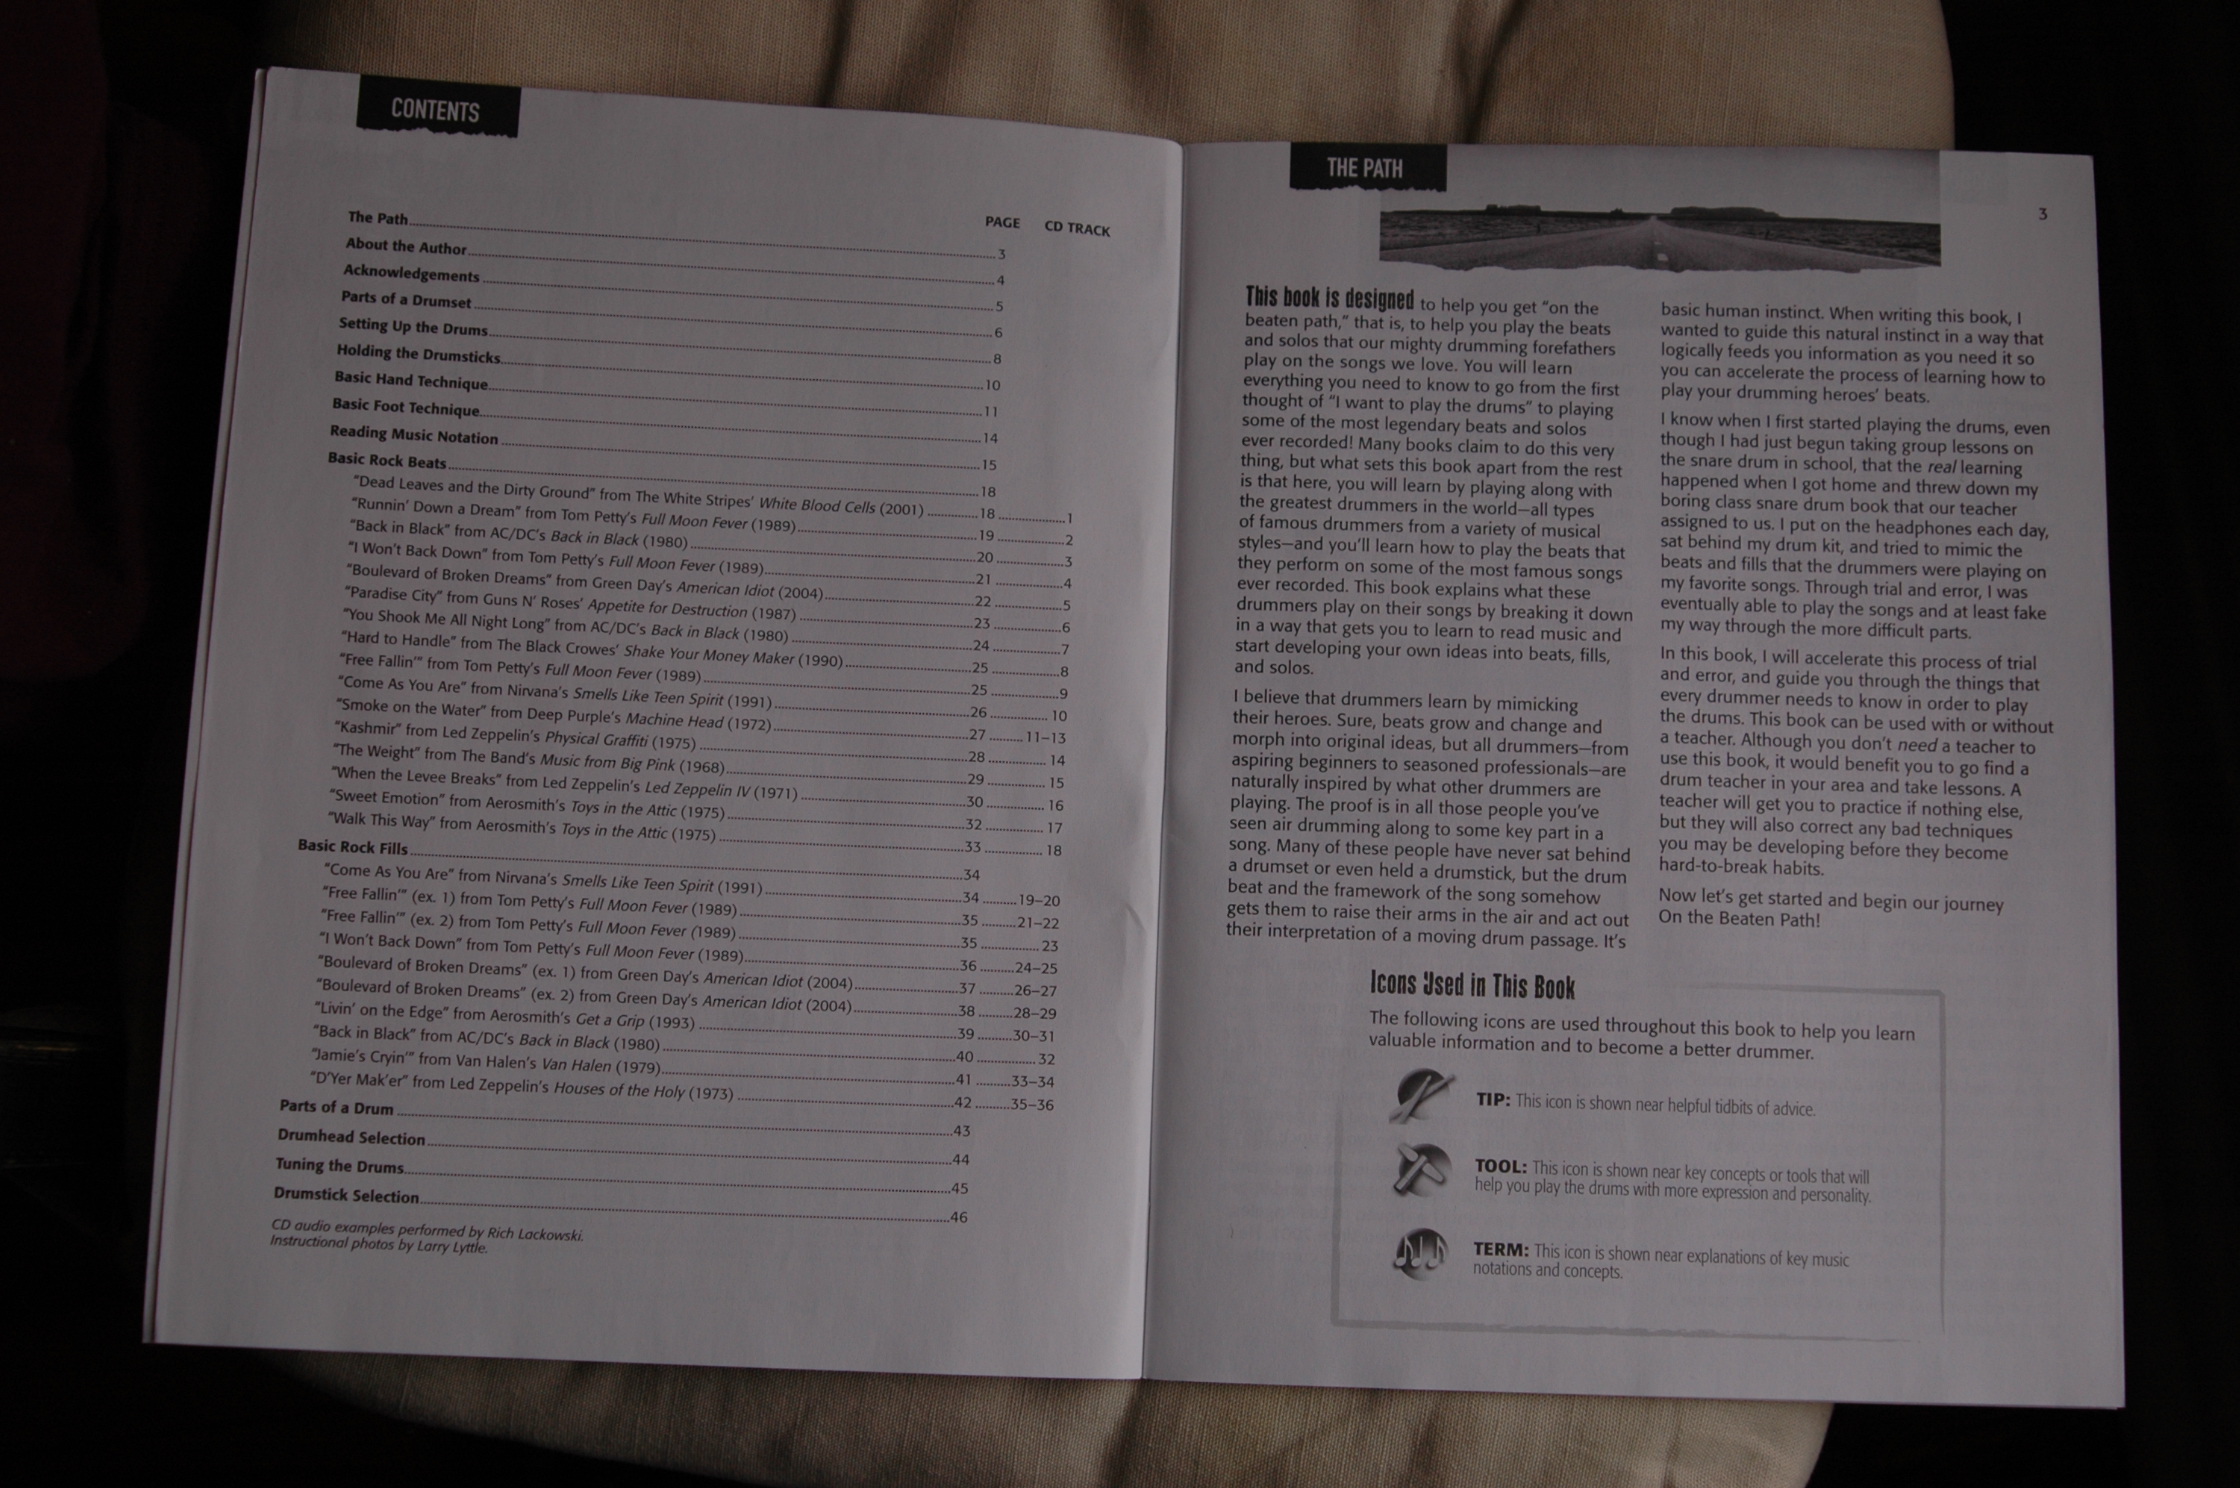 CONTENTS
PAGE CD TRACK
The Path 3
About the Author 4
Acknowledgements 5
Parts of a Drumset 6
Setting Up the Drums 8
Holding the Drumsticks 10
Basic Hand Technique 11
Basic Foot Technique 14
Reading Music Notation 15
Basic Rock Beats 18
“Dead Leaves and the Dirty Ground” from The White Stripes’ White Blood Cells (2001) 18 1
“Runnin’ Down a Dream” from Tom Petty’s Full Moon Fever (1989) 19 2
“Back in Black” from AC/DC’s Back in Black (1980) 20 3
“I Won’t Back Down” from Tom Petty’s Full Moon Fever (1989) 21 4
“Boulevard of Broken Dreams” from Green Day’s American Idiot (2004) 22 5
“Paradise City” from Guns N’ Roses’ Appetite for Destruction (1987) 23 6
“You Shook Me All Night Long” from AC/DC’s Back in Black (1980) 24 7
“Hard to Handle” from The Black Crowes’ Shake Your Money Maker (1990) 25 8
“Free Fallin’” from Tom Petty’s Full Moon Fever (1989) 25 9
“Come As You Are” from Nirvana’s Smells Like Teen Spirit (1991) 26 10
“Smoke on the Water” from Deep Purple’s Machine Head (1972) 27 11–13
“Kashmir” from Led Zeppelin’s Physical Graffiti (1975) 28 14
“The Weight” from The Band’s Music from Big Pink (1968) 29 15
“When the Levee Breaks” from Led Zeppelin’s Led Zeppelin IV (1971) 30 16
“Sweet Emotion” from Aerosmith’s Toys in the Attic (1975) 32 17
“Walk This Way” from Aerosmith’s Toys in the Attic (1975) 33 18
Basic Rock Fills 34
“Come As You Are” from Nirvana’s Smells Like Teen Spirit (1991) 34 19–20
“Free Fallin’” (ex. 1) from Tom Petty’s Full Moon Fever (1989) 35 21–22
“Free Fallin’” (ex. 2) from Tom Petty’s Full Moon Fever (1989) 35 23
“I Won’t Back Down” from Tom Petty’s Full Moon Fever (1989) 36 24–25
“Boulevard of Broken Dreams” (ex. 1) from Green Day’s American Idiot (2004) 37 26–27
“Boulevard of Broken Dreams” (ex. 2) from Green Day’s American Idiot (2004) 38 28–29
“Livin’ on the Edge” from Aerosmith’s Get a Grip (1993) 39 30–31
“Back in Black” from AC/DC’s Back in Black (1980) 40 32
“Jamie’s Cryin’” from Van Halen’s Van Halen (1979) 41 33–34
“D’Yer Mak’er” from Led Zeppelin’s Houses of the Holy (1973) 42 35–36
Parts of a Drum 43
Drumhead Selection 44
Tuning the Drums 45
Drumstick Selection 46
CD audio examples performed by Rich Lackowski.
Instructional photos by Larry Lyttle.
THE PATH
3
This book is designed to help you get “on the
beaten path,” that is, to help you play the beats
and solos that our mighty drumming forefathers
play on the songs we love. You will learn
everything you need to know to go from the first
thought of “I want to play the drums” to playing
some of the most legendary beats and solos
ever recorded! Many books claim to do this very
thing, but what sets this book apart from the rest
is that here, you will learn by playing along with
the greatest drummers in the world—all types
of famous drummers from a variety of musical
styles—and you’ll learn how to play the beats that
they perform on some of the most famous songs
ever recorded. This book explains what these
drummers play on their songs by breaking it down
in a way that gets you to learn to read music and
start developing your own ideas into beats, fills,
and solos.
I believe that drummers learn by mimicking
their heroes. Sure, beats grow and change and
morph into original ideas, but all drummers—from
aspiring beginners to seasoned professionals—are
naturally inspired by what other drummers are
playing. The proof is in all those people you’ve
seen air drumming along to some key part in a
song. Many of these people have never sat behind
a drumset or even held a drumstick, but the drum
beat and the framework of the song somehow
gets them to raise their arms in the air and act out
their interpretation of a moving drum passage. It’s
basic human instinct. When writing this book, I
wanted to guide this natural instinct in a way that
logically feeds you information as you need it so
you can accelerate the process of learning how to
play your drumming heroes’ beats.
I know when I first started playing the drums, even
though I had just begun taking group lessons on
the snare drum in school, that the real learning
happened when I got home and threw down my
boring class snare drum book that our teacher
assigned to us. I put on the headphones each day,
sat behind my drum kit, and tried to mimic the
beats and fills that the drummers were playing on
my favorite songs. Through trial and error, I was
eventually able to play the songs and at least fake
my way through the more difficult parts.
In this book, I will accelerate this process of trial
and error, and guide you through the things that
every drummer needs to know in order to play
the drums. This book can be used with or without
a teacher. Although you don’t need a teacher to
use this book, it would benefit you to go find a
drum teacher in your area and take lessons. A
teacher will get you to practice if nothing else,
but they will also correct any bad techniques
you may be developing before they become
hard-to-break habits.
Now let’s get started and begin our journey
On the Beaten Path!
Icons Used in This Book
The following icons are used throughout this book to help you learn
valuable information and to become a better drummer.
TIP: This icon is shown near helpful tidbits of advice.
TOOL: This icon is shown near key concepts or tools that will
help you play the drums with more expression and personality.
TERM: This icon is shown near explanations of key music
notations and concepts.